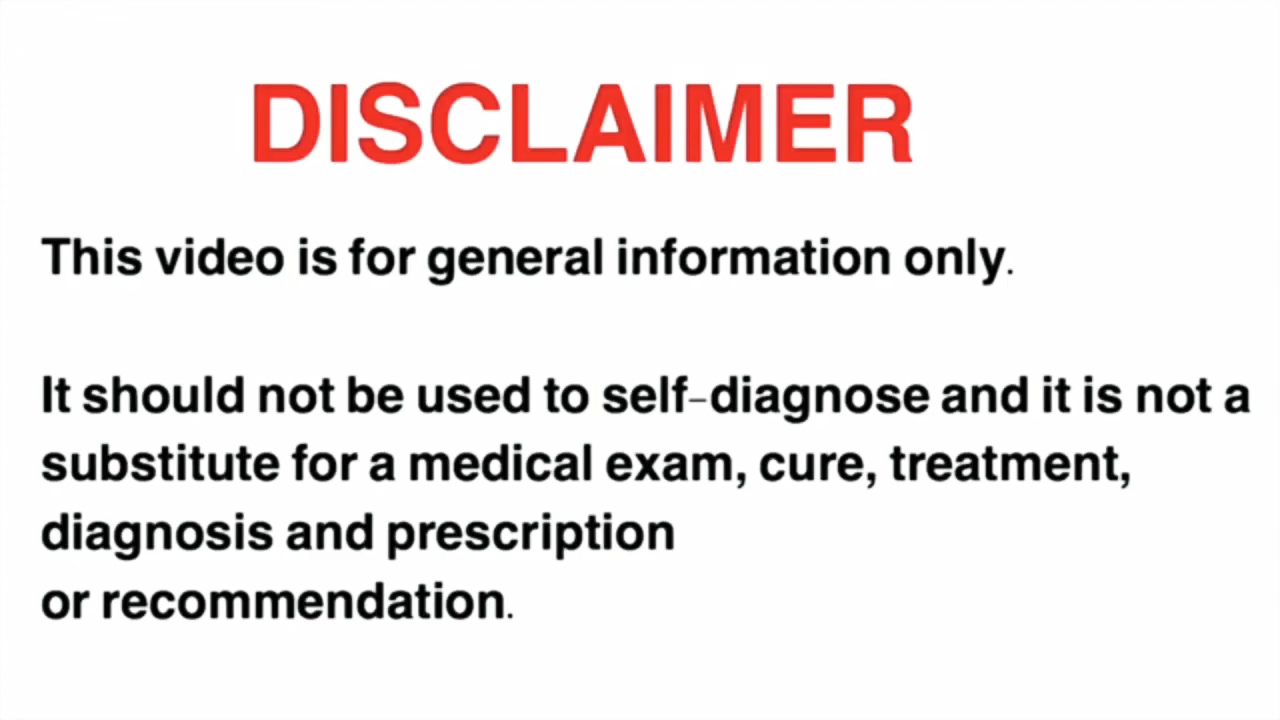 DISCLAIMER
This video is for general information only.
It should not be used to self-diagnose and it is not a
substitute for a medical exam, cure, treatment,
diagnosis and prescription
or recommendation.